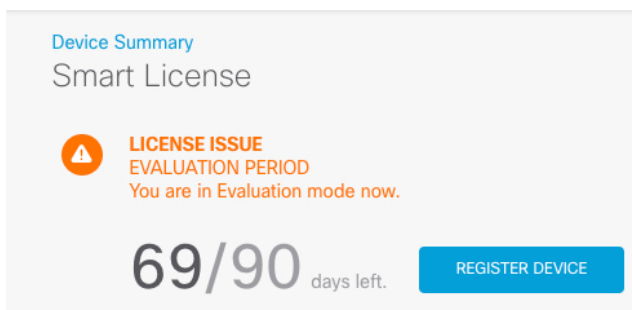 Device Summary
Smart License
LICENSE ISSUE
EVALUATION PERIOD
You are in Evaluation mode now.
69/90 days left.
REGISTER DEVICE